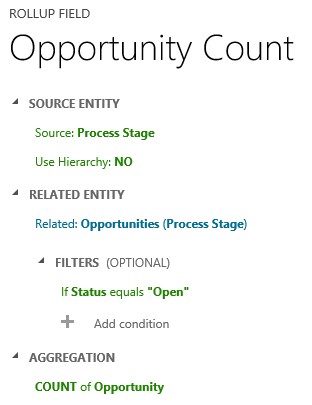 ROLLUP FIELD
Opportunity Count
SOURCE ENTITY
Source: Process Stage
Use Hierarchy: NO
RELATED ENTITY
Related: Opportunities (Process Stage)
FILTERS (OPTIONAL)
If Status equals "Open"
Add condition
AGGREGATION
COUNT of Opportunity